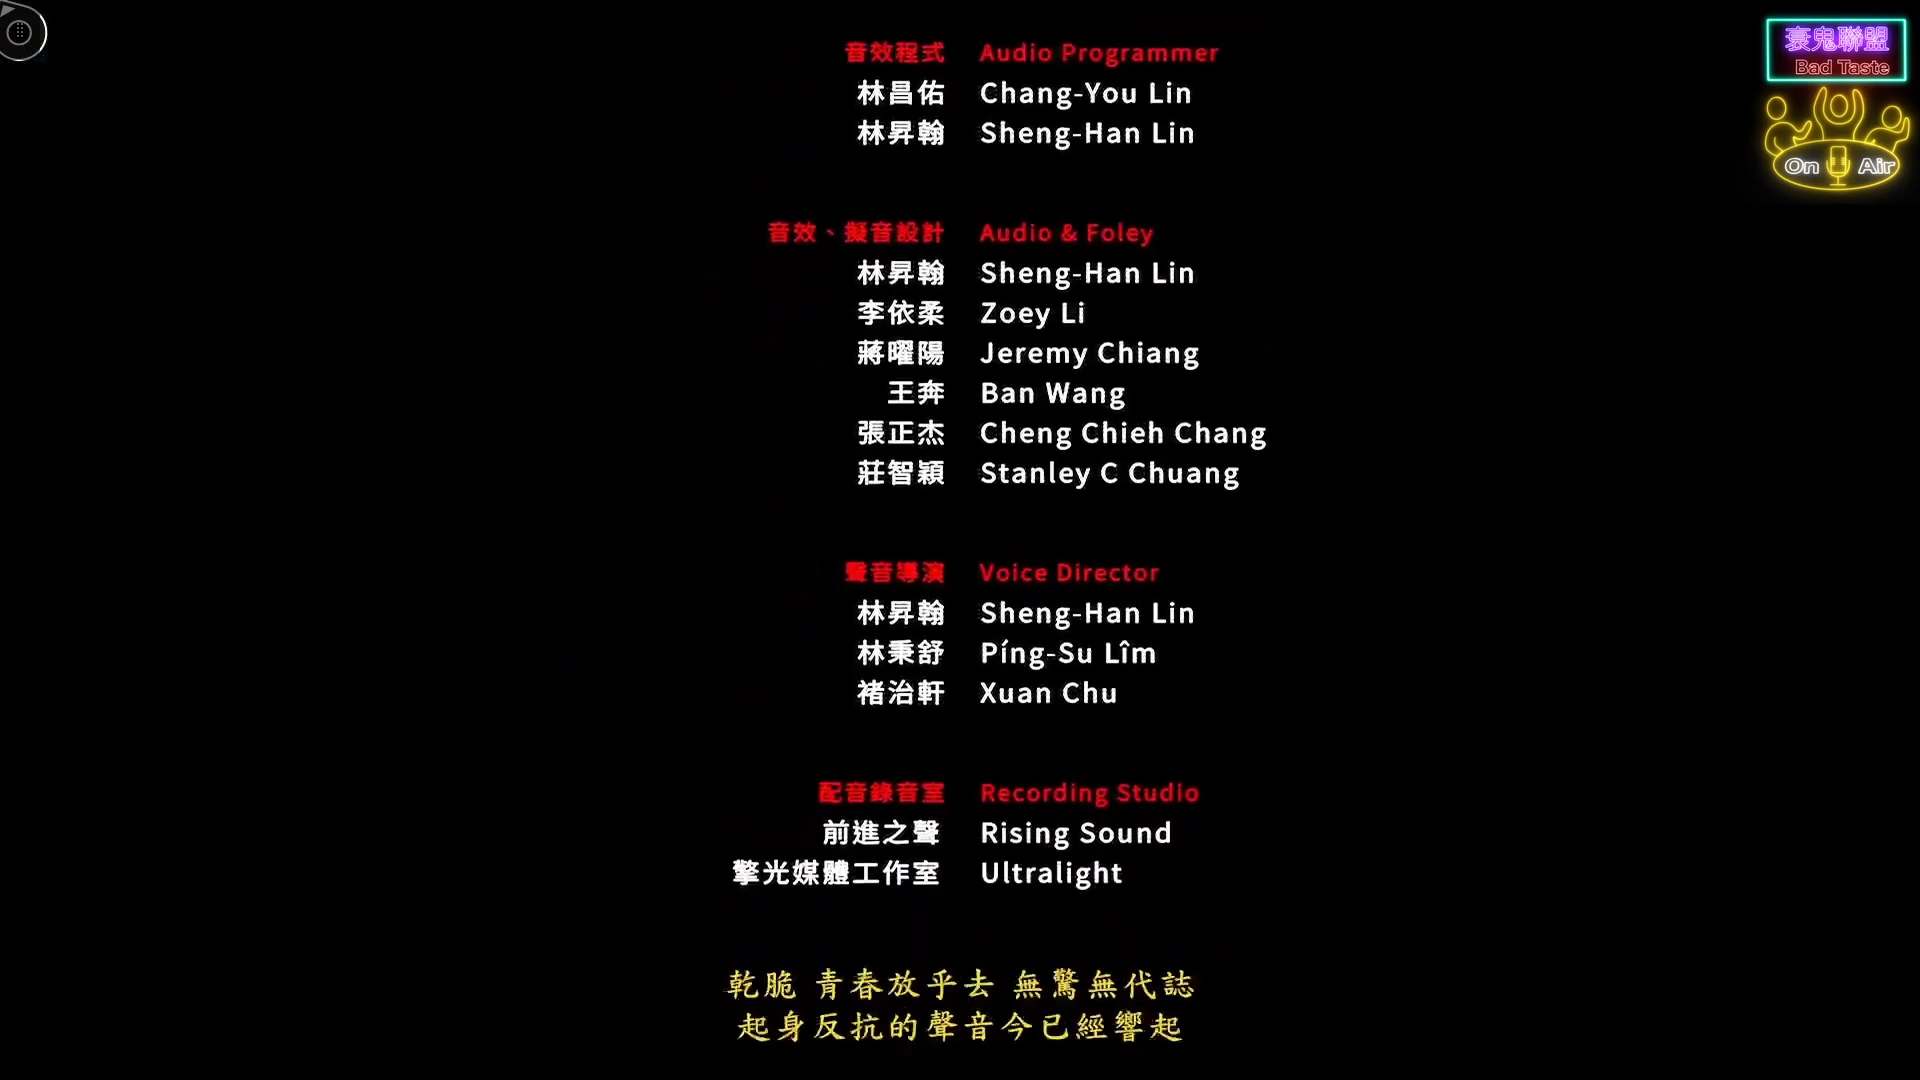 音效程式 Audio Programmer
林昌佑 Chang-You Lin
林昇翰 Sheng-Han Lin
音效、擬音設計 Audio & Foley
林昇翰 Sheng-Han Lin
李依柔 Zoey Li
蔣曜陽 Jeremy Chiang
王奔 Ban Wang
張正杰 Cheng Chieh Chang
莊智穎 Stanley C Chuang
聲音導演 Voice Director
林昇翰 Sheng-Han Lin
林秉舒 Píng-Su Lîm
褚治軒 Xuan Chu
配音錄音室 Recording Studio
前進之聲 Rising Sound
擎光媒體工作室 Ultralight
乾脆 青春放乎去 無驚無代誌
起身反抗的聲音今已經響起
衰鬼聯盟
Bad Taste
On Air